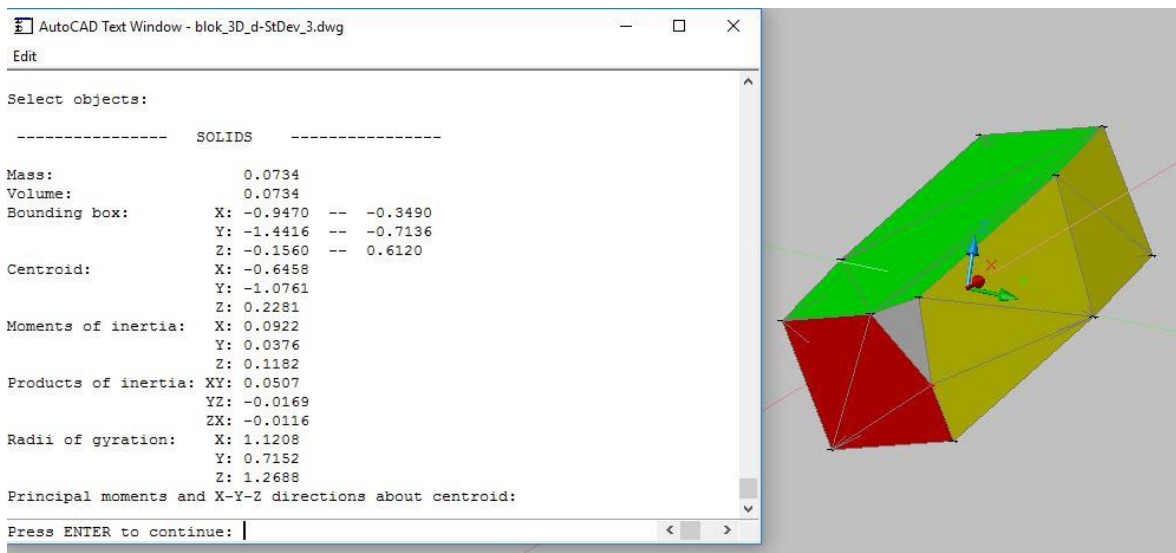 AutoCAD Text Window - blok_3D_d-StDev_3.dwg
Edit
Select objects:
---------------- SOLIDS ----------------
Mass: 0.0734
Volume: 0.0734
Bounding box: X: -0.9470 -- -0.3490
Y: -1.4416 -- -0.7136
Z: -0.1560 -- 0.6120
Centroid: X: -0.6458
Y: -1.0761
Z: 0.2281
Moments of inertia: X: 0.0922
Y: 0.0376
Z: 0.1182
Products of inertia: XY: 0.0507
YZ: -0.0169
ZX: -0.0116
Radii of gyration: X: 1.1208
Y: 0.7152
Z: 1.2688
Principal moments and X-Y-Z directions about centroid:
Press ENTER to continue: